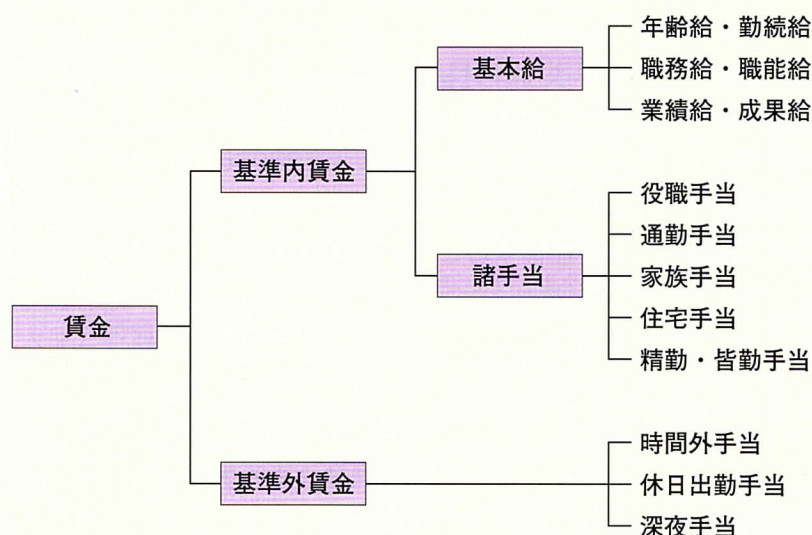 賃金
基準内賃金
基本給
年齢給・勤続給
職務給・職能給
業績給・成果給
諸手当
役職手当
通勤手当
家族手当
住宅手当
精勤・皆勤手当
基準外賃金
時間外手当
休日出勤手当
深夜手当